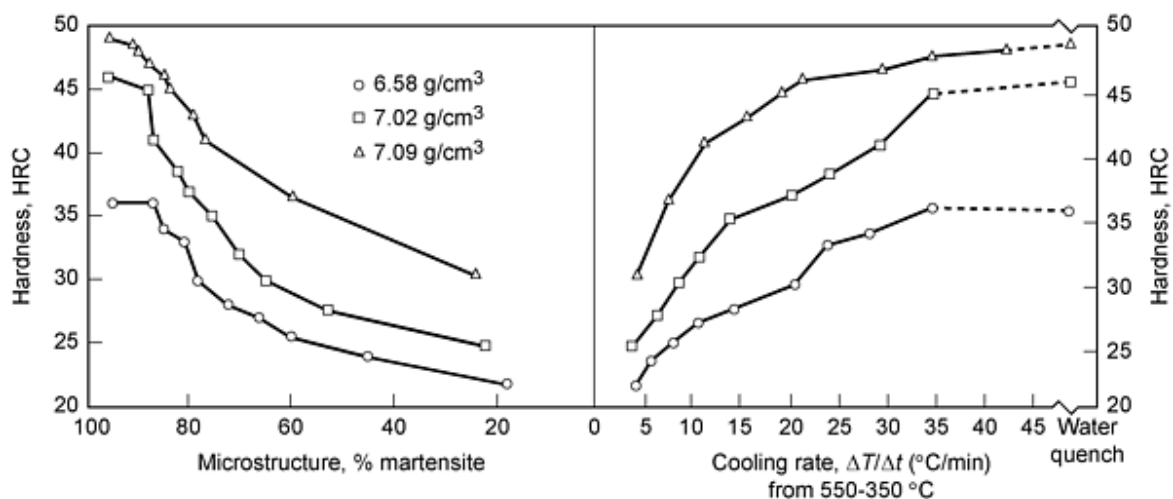 50
45
40
35
30
25
20
Hardness, HRC
100
80
60
40
20
Microstructure, % martensite
6.58 g/cm³
7.02 g/cm³
7.09 g/cm³
0
5
10
15
20
25
30
35
40
45
Water
quench
Cooling rate, ΔT/Δt (°C/min)
from 550-350 °C
50
45
40
35
30
25
20
Hardness, HRC